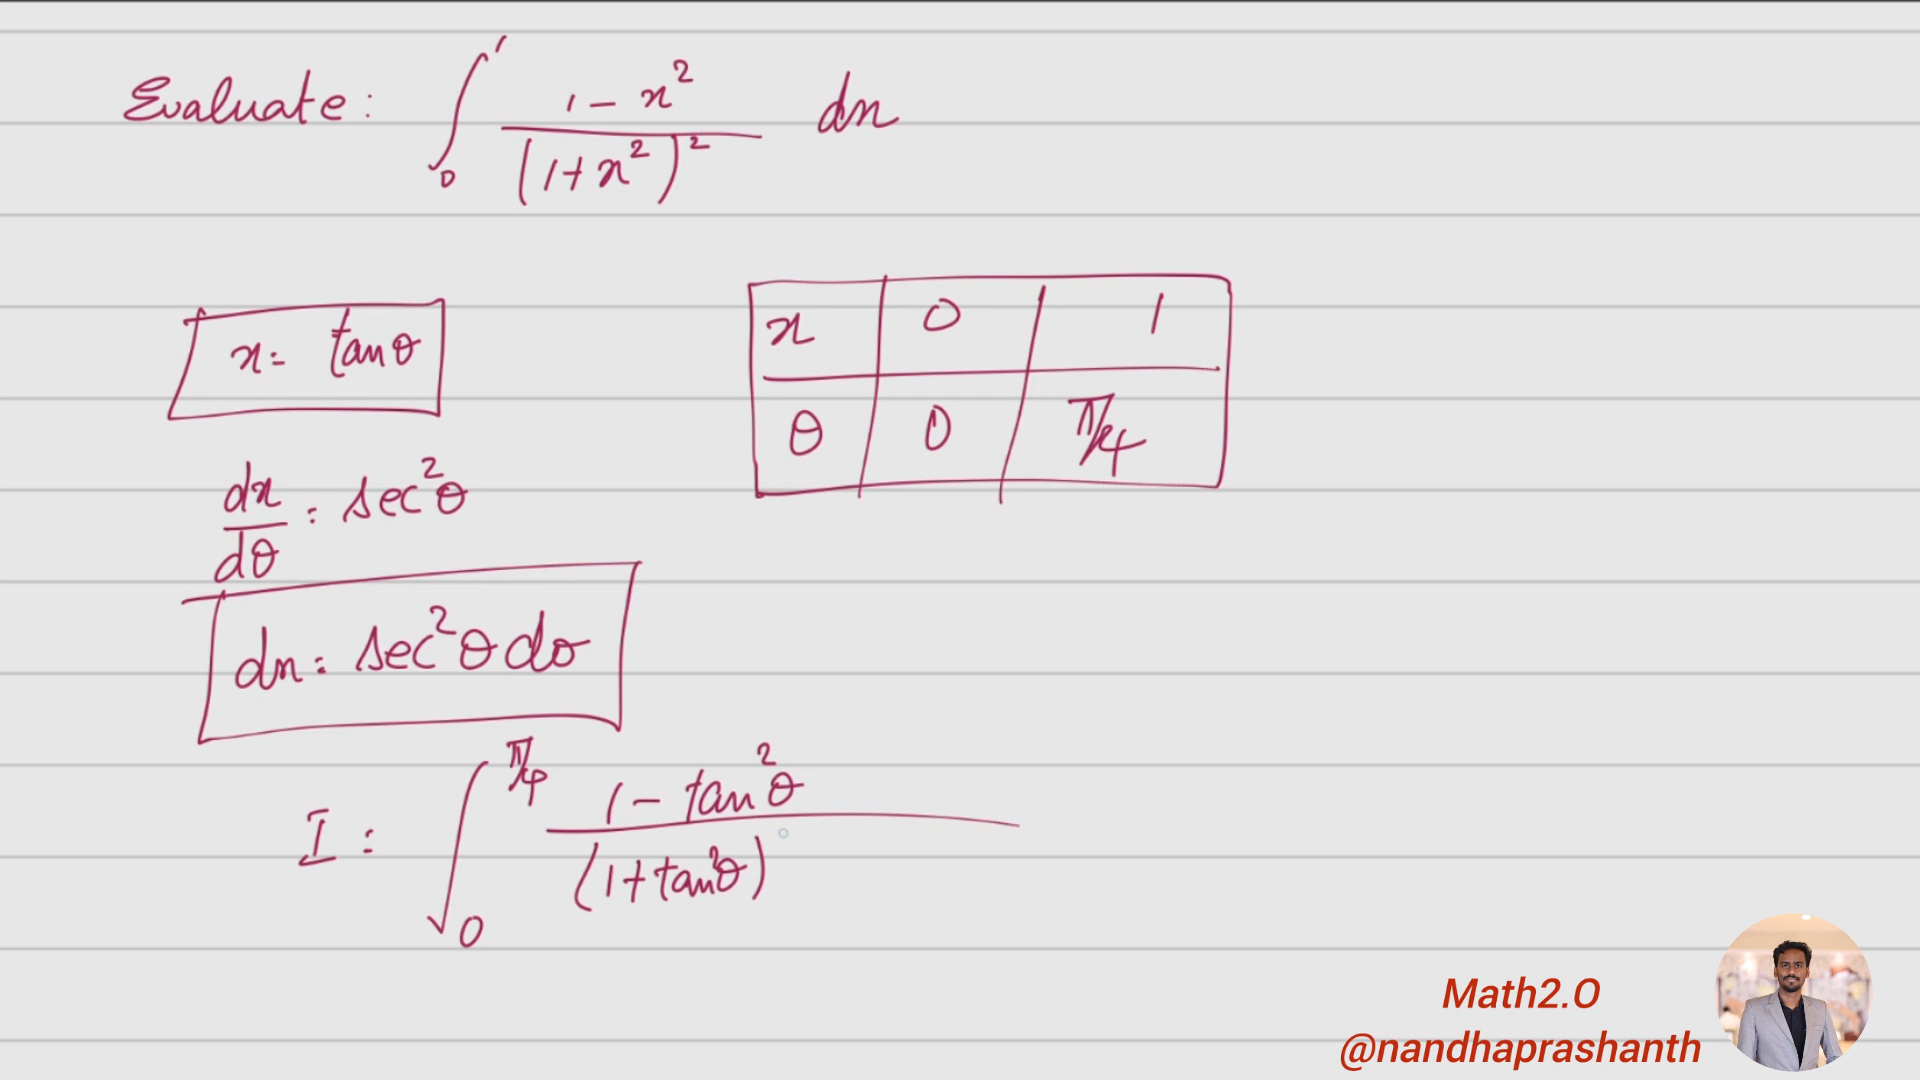 Evaluate: ∫₀¹ (1 - x²)/(1+x²)² dx
x = tanθ
x 0 1
θ 0 π/4
dx/dθ = sec²θ
dx = sec²θ dθ
I = ∫₀^(π/4) (1 - tan²θ)/(1+tan²θ)
Math2.O
@nandhaprashanth